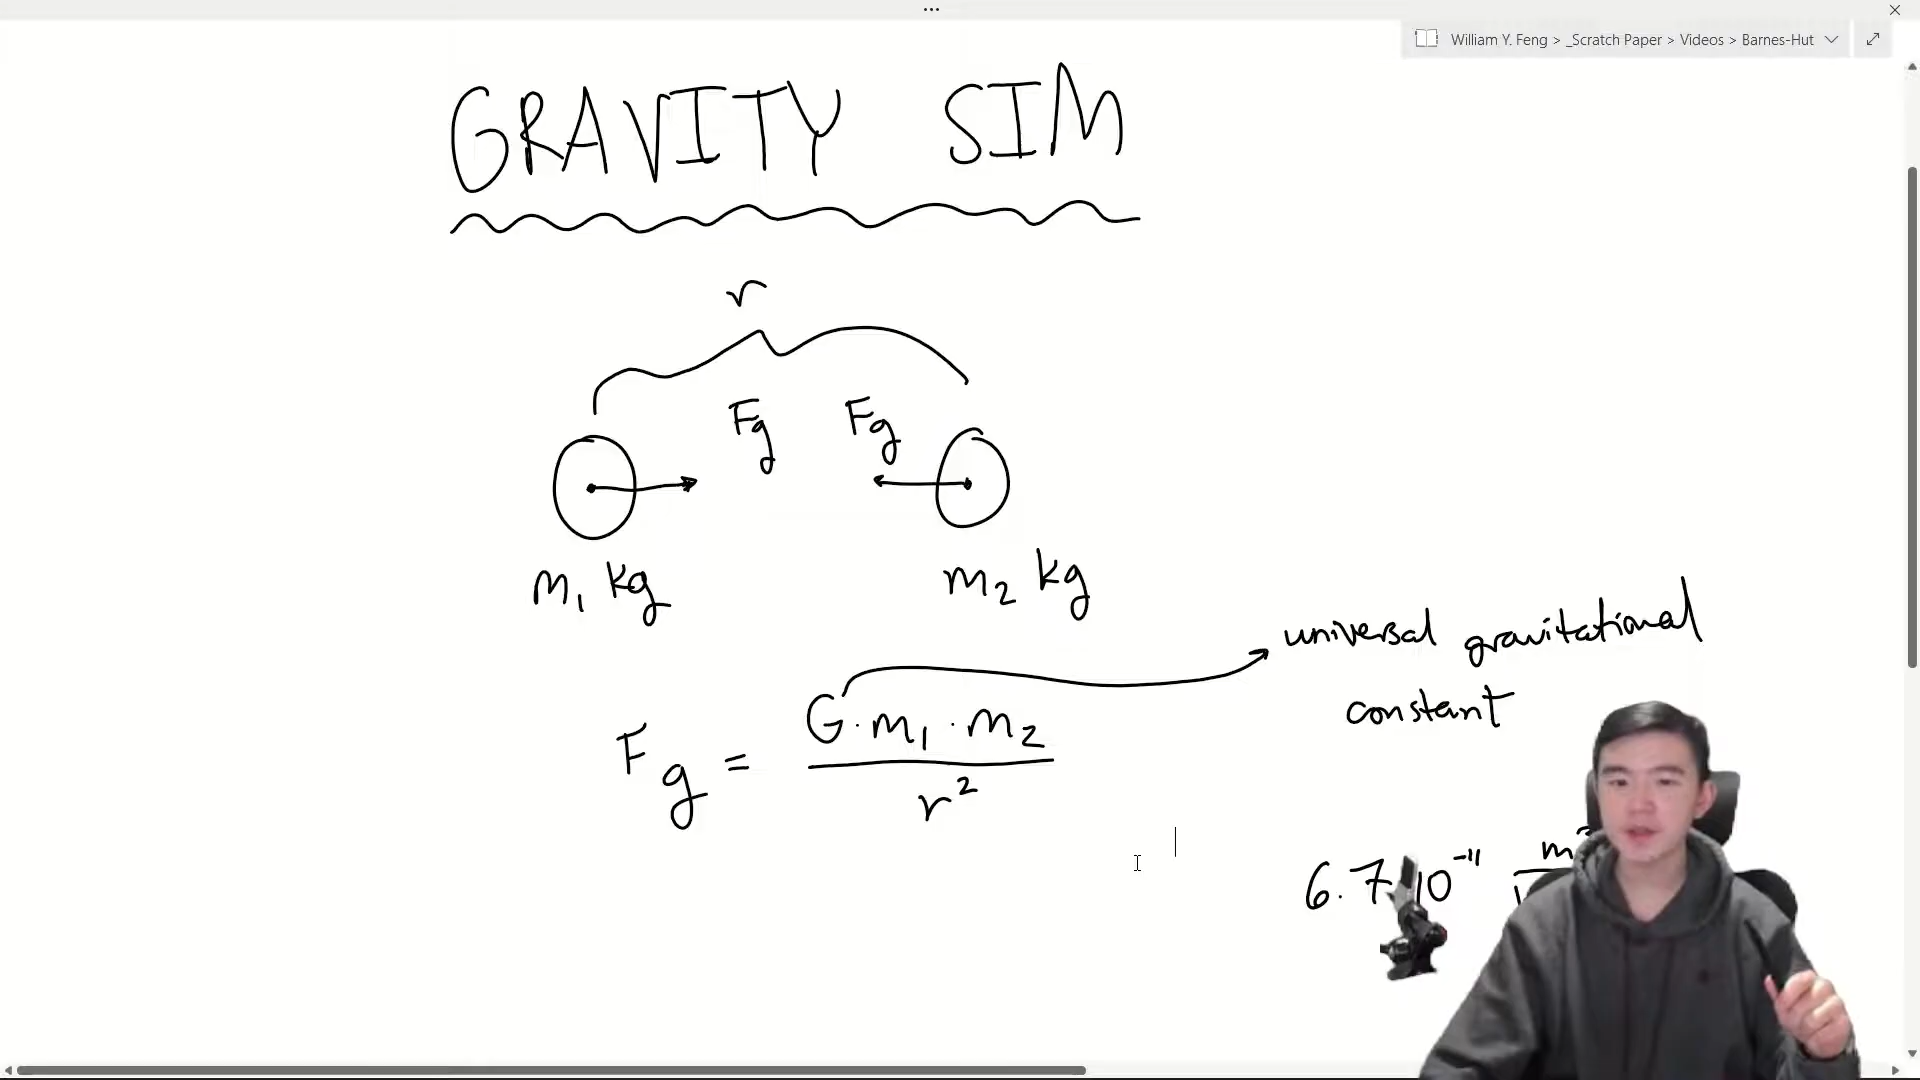 William Y. Feng > _Scratch Paper > Videos > Barnes-Hut
GRAVITY SIM
r
Fg Fg
m₁ kg m₂ kg
universal gravitational
constant
Fg = G·m₁·m₂ / r²
6.7 10⁻¹¹ m